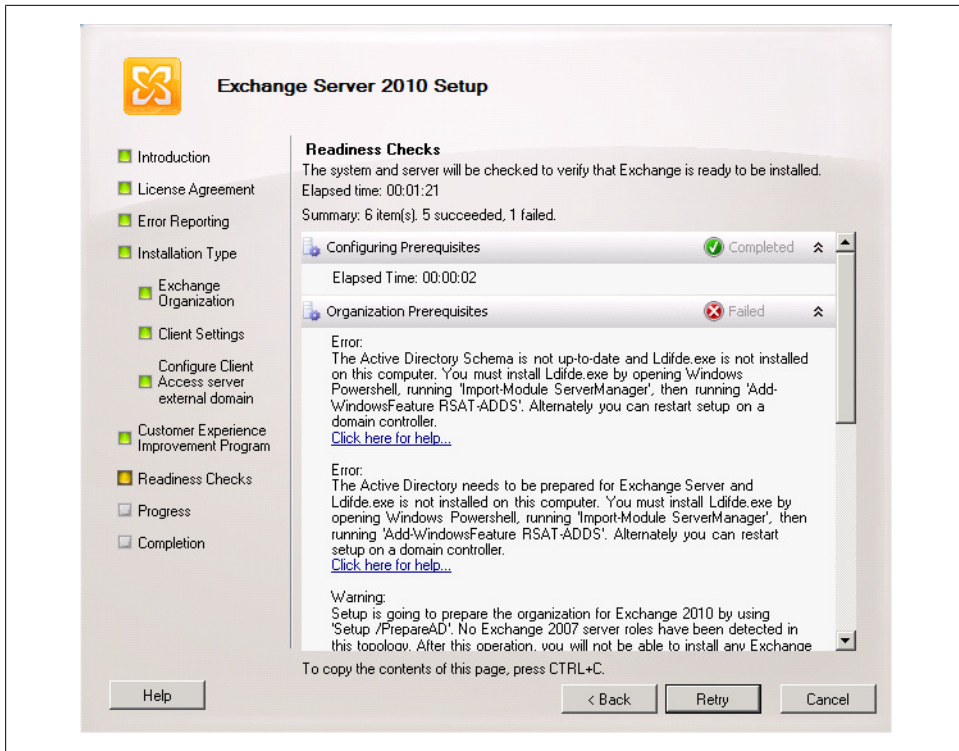 Exchange Server 2010 Setup
Introduction
License Agreement
Error Reporting
Installation Type
Exchange
Organization
Client Settings
Configure Client
Access server
external domain
Customer Experience
Improvement Program
Readiness Checks
Progress
Completion
Readiness Checks
The system and server will be checked to verify that Exchange is ready to be installed.
Elapsed time: 00:01:21
Summary: 6 item(s). 5 succeeded, 1 failed.
Configuring Prerequisites
Completed
Elapsed Time: 00:00:02
Organization Prerequisites
Failed
Error:
The Active Directory Schema is not up-to-date and Ldifde.exe is not installed
on this computer. You must install Ldifde.exe by opening Windows
Powershell, running 'Import-Module ServerManager', then running 'Add-
WindowsFeature RSAT-ADDS'. Alternately you can restart setup on a
domain controller.
Click here for help...
Error:
The Active Directory needs to be prepared for Exchange Server and
Ldifde.exe is not installed on this computer. You must install Ldifde.exe by
opening Windows Powershell, running 'Import-Module ServerManager', then
running 'Add-WindowsFeature RSAT-ADDS'. Alternately you can restart
setup on a domain controller.
Click here for help...
Warning:
Setup is going to prepare the organization for Exchange 2010 by using
'Setup /PrepareAD'. No Exchange 2007 server roles have been detected in
this topology. After this operation, you will not be able to install any Exchange
To copy the contents of this page, press CTRL+C.
Help
< Back
Retry
Cancel